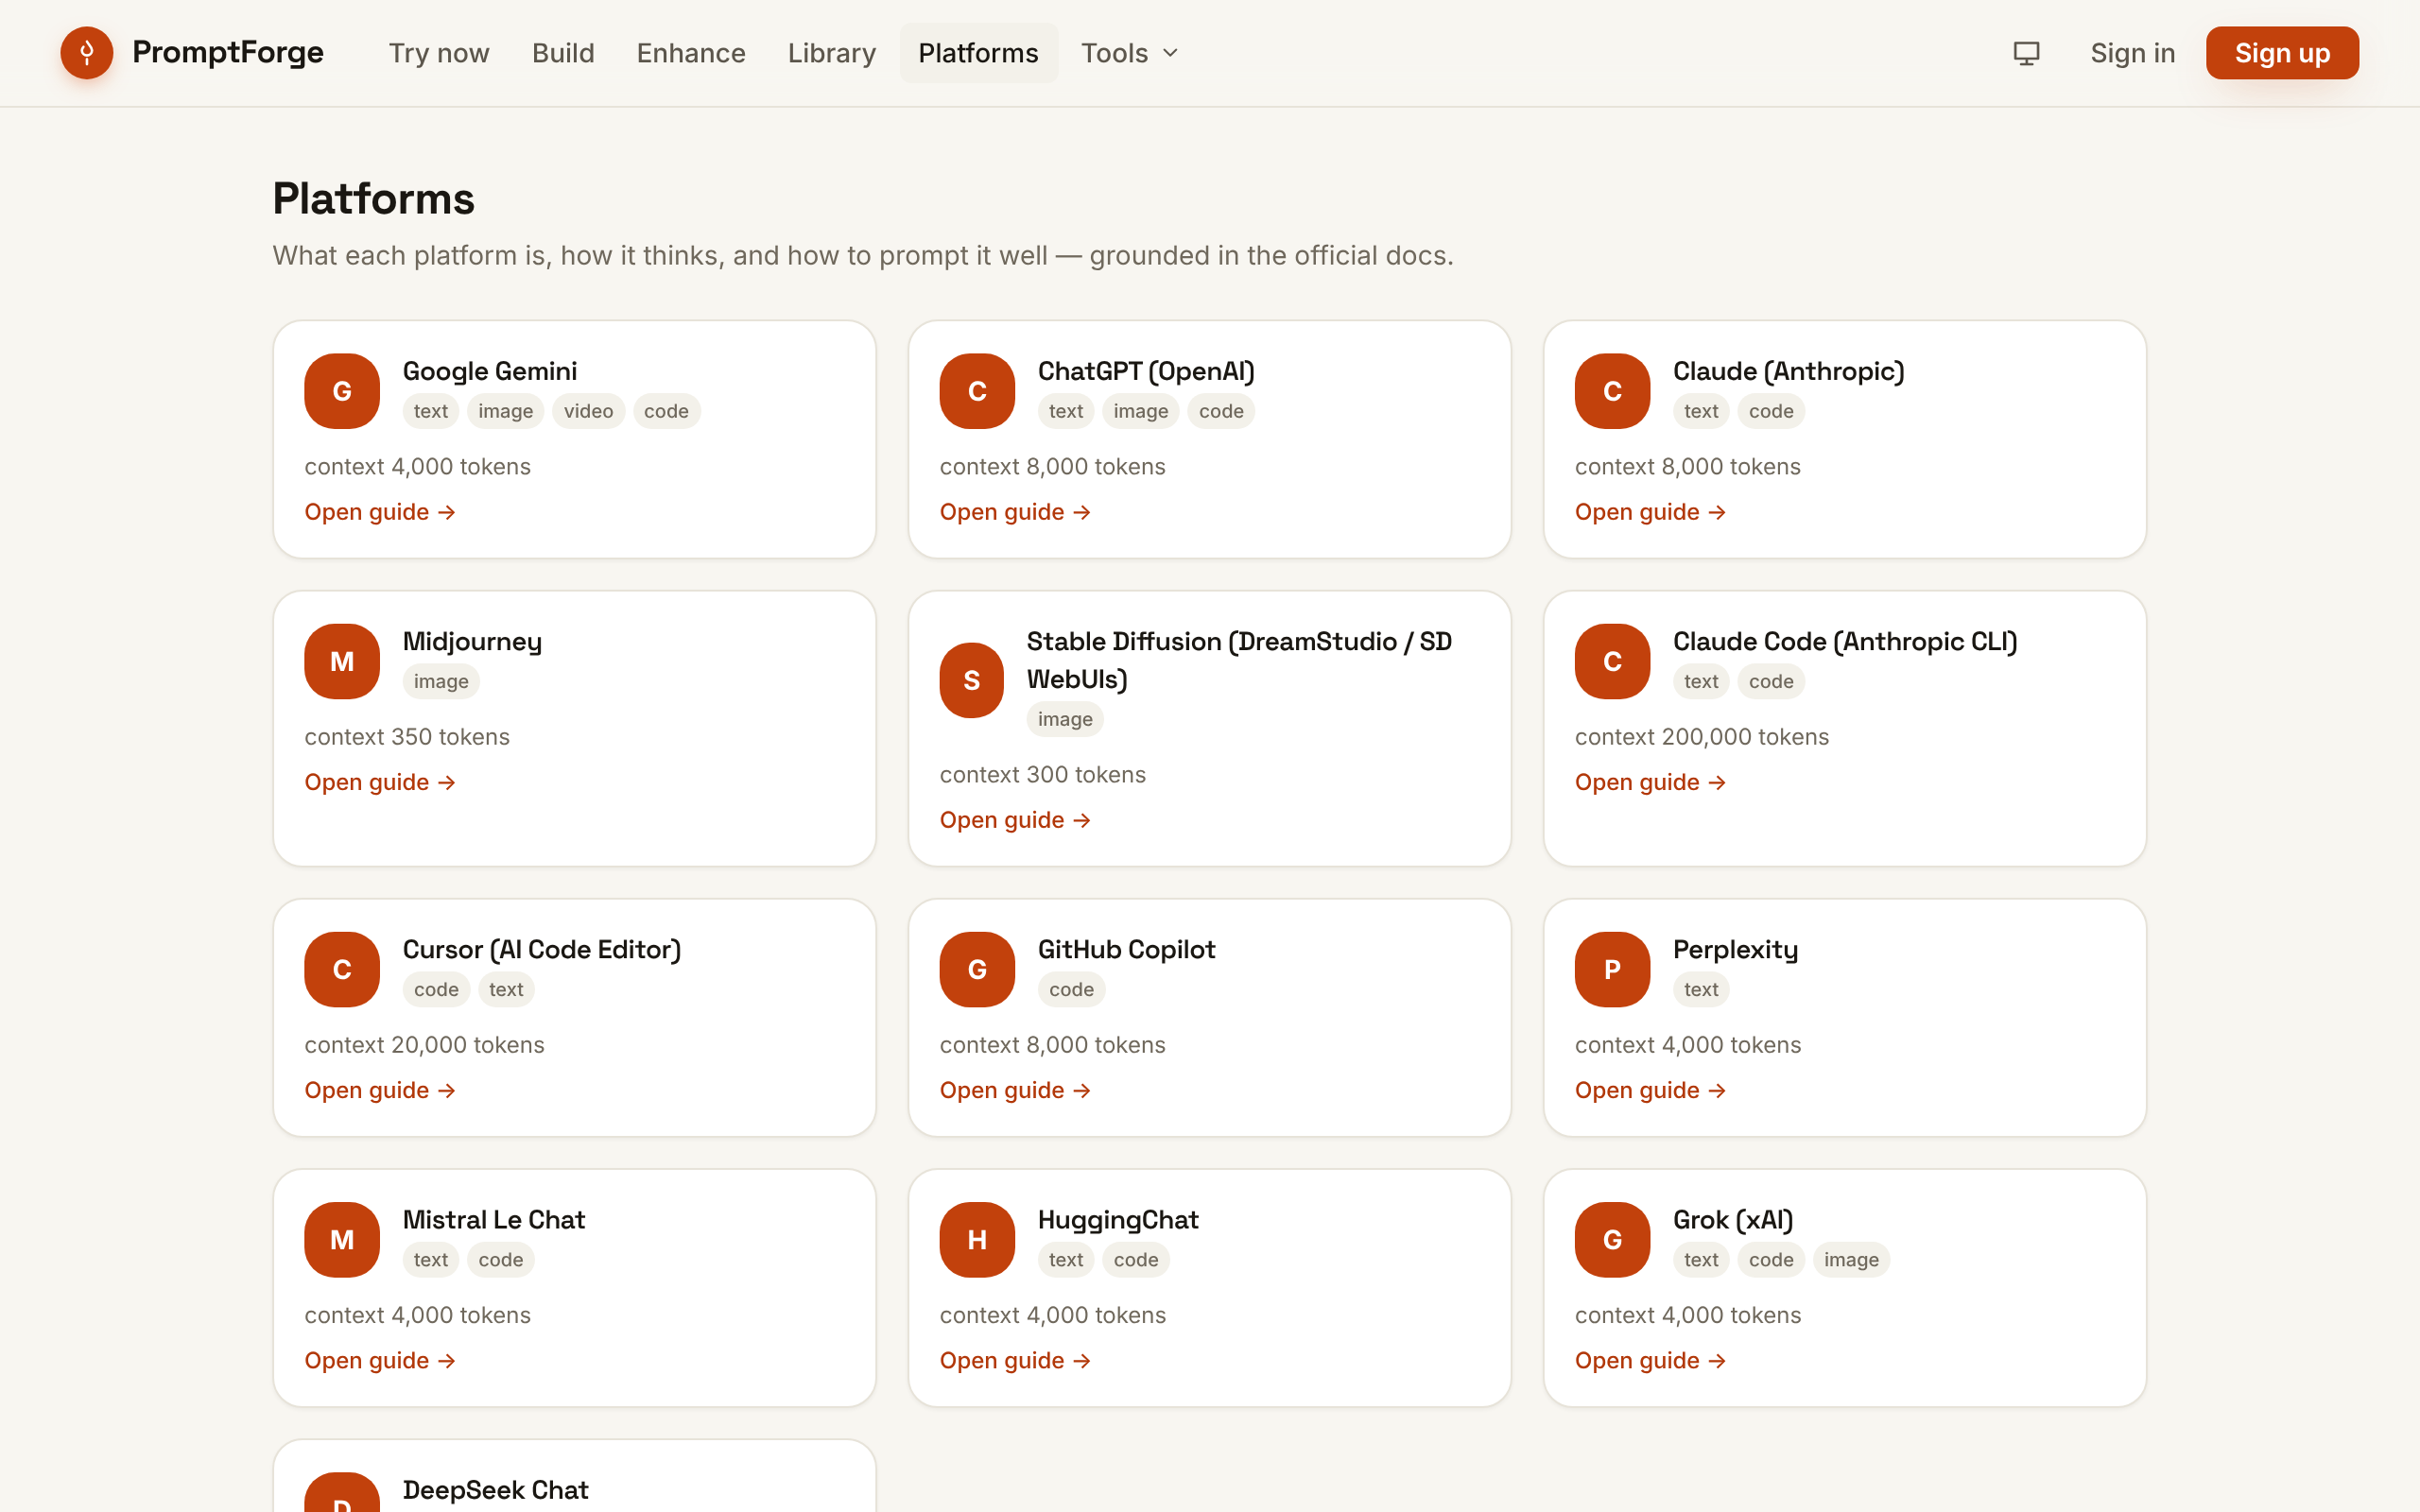 PromptForge
Try now
Build
Enhance
Library
Platforms
Tools
Sign in
Sign up
Platforms
What each platform is, how it thinks, and how to prompt it well — grounded in the official docs.
G
Google Gemini
text image video code
context 4,000 tokens
Open guide →
C
ChatGPT (OpenAI)
text image code
context 8,000 tokens
Open guide →
C
Claude (Anthropic)
text code
context 8,000 tokens
Open guide →
M
Midjourney
image
context 350 tokens
Open guide →
S
Stable Diffusion (DreamStudio / SD
WebUIs)
image
context 300 tokens
Open guide →
C
Claude Code (Anthropic CLI)
text code
context 200,000 tokens
Open guide →
C
Cursor (AI Code Editor)
code text
context 20,000 tokens
Open guide →
G
GitHub Copilot
code
context 8,000 tokens
Open guide →
P
Perplexity
text
context 4,000 tokens
Open guide →
M
Mistral Le Chat
text code
context 4,000 tokens
Open guide →
H
HuggingChat
text code
context 4,000 tokens
Open guide →
G
Grok (xAI)
text code image
context 4,000 tokens
Open guide →
D
DeepSeek Chat